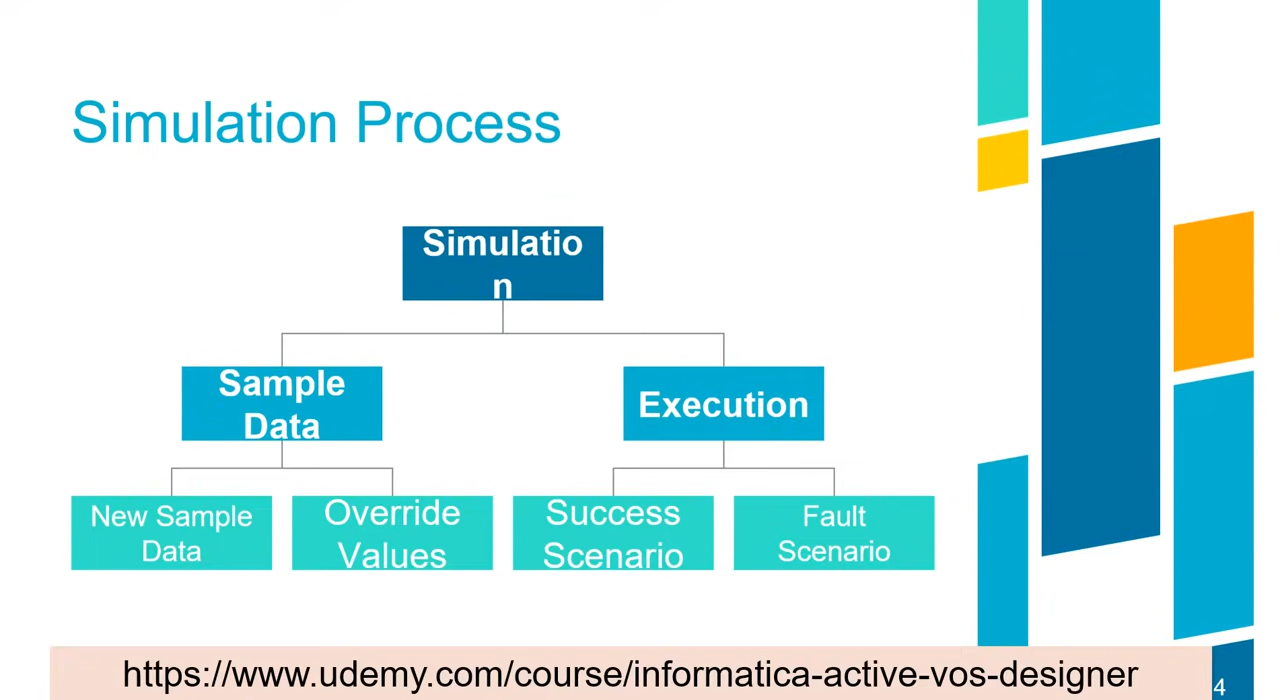 Simulation Process
Simulatio
n
Sample
Data
Execution
New Sample
Data
Override
Values
Success
Scenario
Fault
Scenario
https://www.udemy.com/course/informatica-active-vos-designer
4